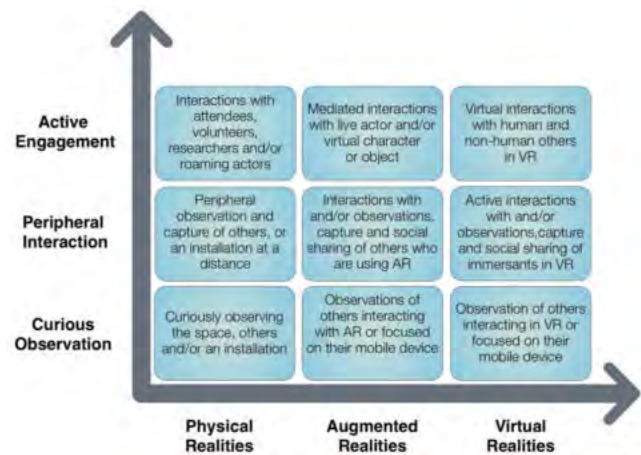 Active
Engagement
Interactions with
attendees,
volunteers,
researchers and/or
roaming actors
Mediated interactions
with live actor and/or
virtual character
or object
Virtual interactions
with human and
non-human others
in VR
Peripheral
Interaction
Peripheral
observation and
capture of others, or
an installation at a
distance
Interactions with
and/or observations,
capture and social
sharing of others who
are using AR
Active interactions
with and/or
observations,capture
and social sharing of
immersants in VR
Curious
Observation
Curiously observing
the space, others
and/or an installation
Observations of
others interacting
with AR or focused
on their mobile device
Observation of others
interacting in VR or
focused on their
mobile device
Physical
Realities
Augmented
Realities
Virtual
Realities